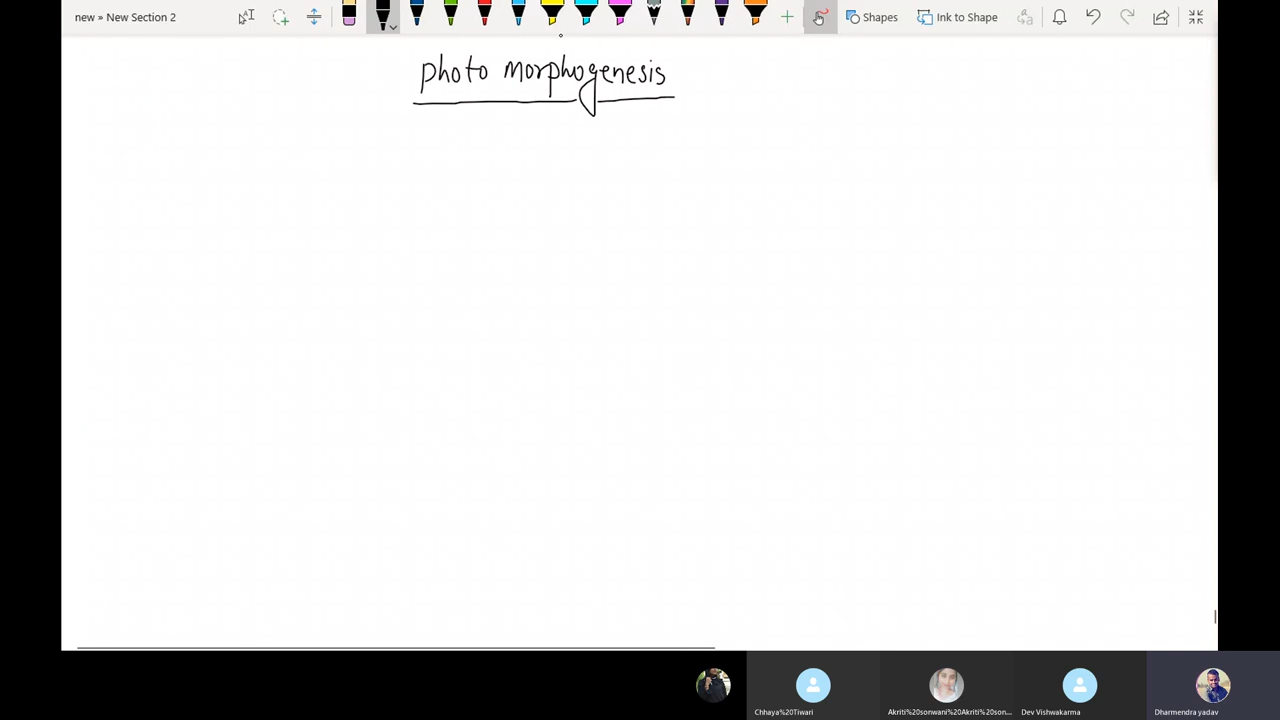 new » New Section 2
Shapes
Ink to Shape
photo morphogenesis
Chhaya%20Tiwari
Akriti%20sonwani%20Akriti%20son...
Dev Vishwakarma
Dharmendra yadav